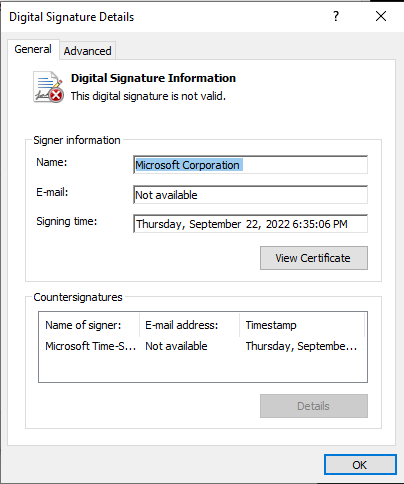 Digital Signature Details
?
General
Advanced
Digital Signature Information
This digital signature is not valid.
Signer information
Name: Microsoft Corporation
E-mail: Not available
Signing time: Thursday, September 22, 2022 6:35:06 PM
View Certificate
Countersignatures
Name of signer: E-mail address: Timestamp
Microsoft Time-S... Not available Thursday, Septembe...
Details
OK